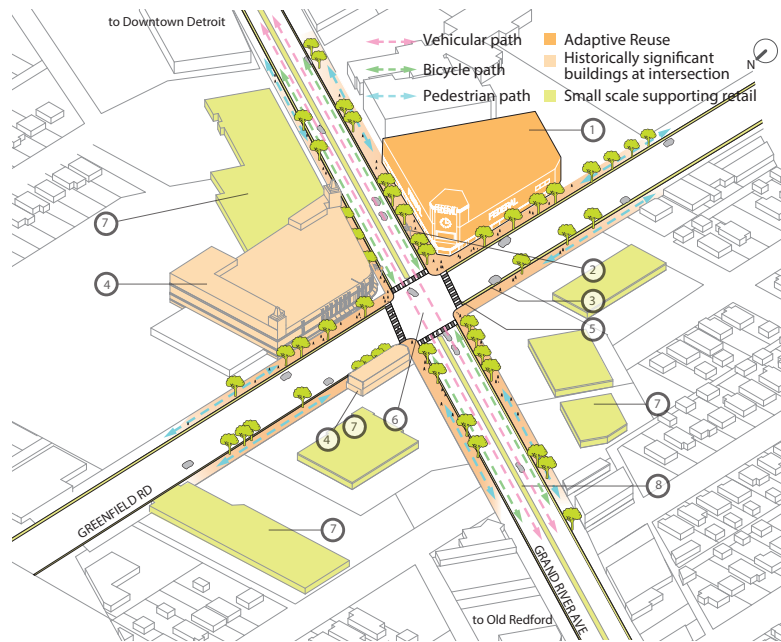 to Downtown Detroit
Vehicular path
Bicycle path
Pedestrian path
Adaptive Reuse
Historically significant
buildings at intersection
Small scale supporting retail
N
1
FEDERAL
7
4
2
3
5
4
7
6
7
8
7
GREENFIELD RD
GRAND RIVER AVE
to Old Redford